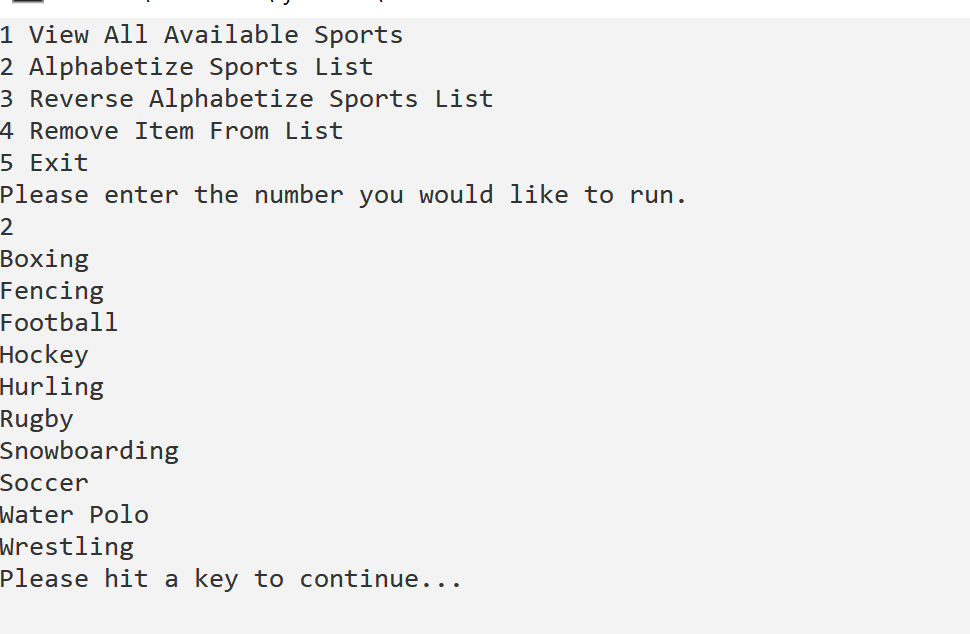 1 View All Available Sports
2 Alphabetize Sports List
3 Reverse Alphabetize Sports List
4 Remove Item From List
5 Exit
Please enter the number you would like to run.
2
Boxing
Fencing
Football
Hockey
Hurling
Rugby
Snowboarding
Soccer
Water Polo
Wrestling
Please hit a key to continue...